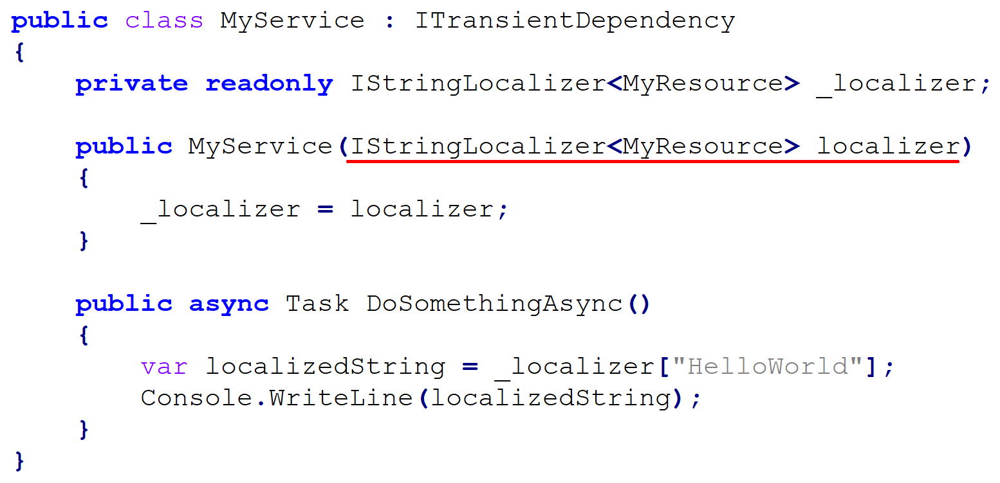 public class MyService : ITransientDependency
{
    private readonly IStringLocalizer<MyResource> _localizer;

    public MyService(IStringLocalizer<MyResource> localizer)
    {
        _localizer = localizer;
    }

    public async Task DoSomethingAsync()
    {
        var localizedString = _localizer["HelloWorld"];
        Console.WriteLine(localizedString);
    }
}